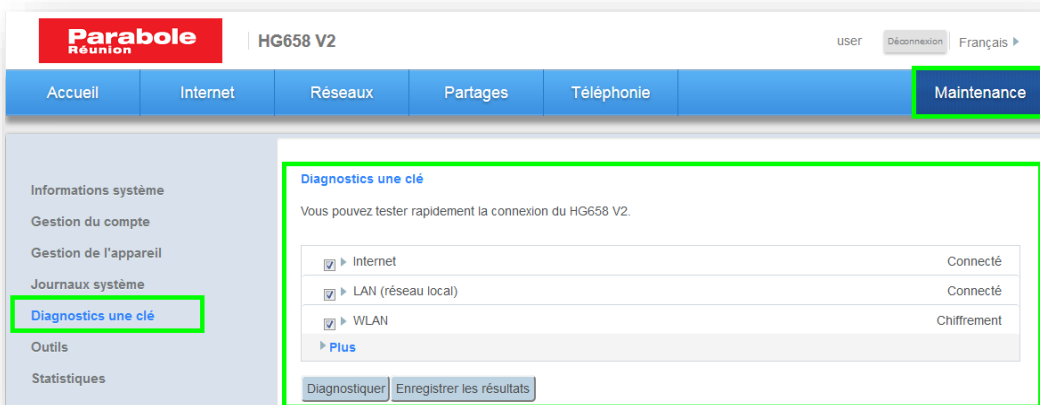 Parabole
Réunion
HG658 V2
user Déconnexion Français
Accueil Internet Réseaux Partages Téléphonie Maintenance
Informations système
Gestion du compte
Gestion de l'appareil
Journaux système
Diagnostics une clé
Outils
Statistiques
Diagnostics une clé
Vous pouvez tester rapidement la connexion du HG658 V2.
Internet Connecté
LAN (réseau local) Connecté
WLAN Chiffrement
Plus
Diagnostiquer Enregistrer les résultats